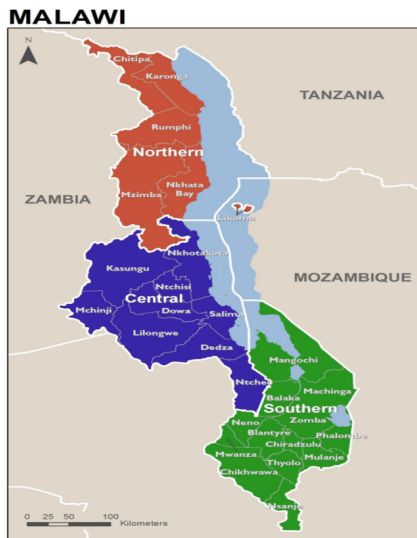 MALAWI
N
Chitipa
Karonga
TANZANIA
Rumphi
Northern
Mzimba
Nkhata
Bay
ZAMBIA
Likoma
Nkhotakota
MOZAMBIQUE
Kasungu
Ntchisi
Central
Mchinji
Dowa
Salima
Lilongwe
Dedza
Mangochi
Ntcheu
Machinga
Balaka
Southern
Neno
Zomba
Blantyre
Phalombe
Chiradzulu
Mwanza
Mulanje
Thyolo
Chikhwawa
Nsanje
0 25 50 100
Kilometers